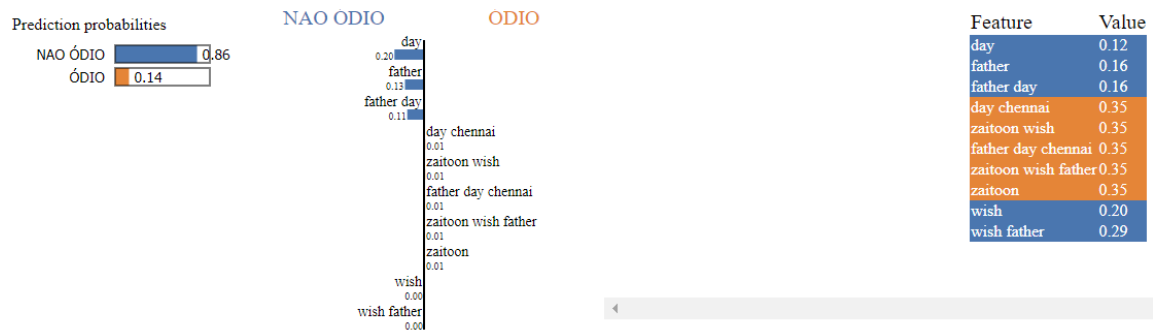 Prediction probabilities
NAO ÓDIO 0.86
ÓDIO 0.14
NAO ODIO ODIO
day
0.20
father
0.13
father day
0.11
day chennai
0.01
zaitoon wish
0.01
father day chennai
0.01
zaitoon wish father
0.01
zaitoon
0.01
wish
0.00
wish father
0.00
Feature Value
day 0.12
father 0.16
father day 0.16
day chennai 0.35
zaitoon wish 0.35
father day chennai 0.35
zaitoon wish father 0.35
zaitoon 0.35
wish 0.20
wish father 0.29